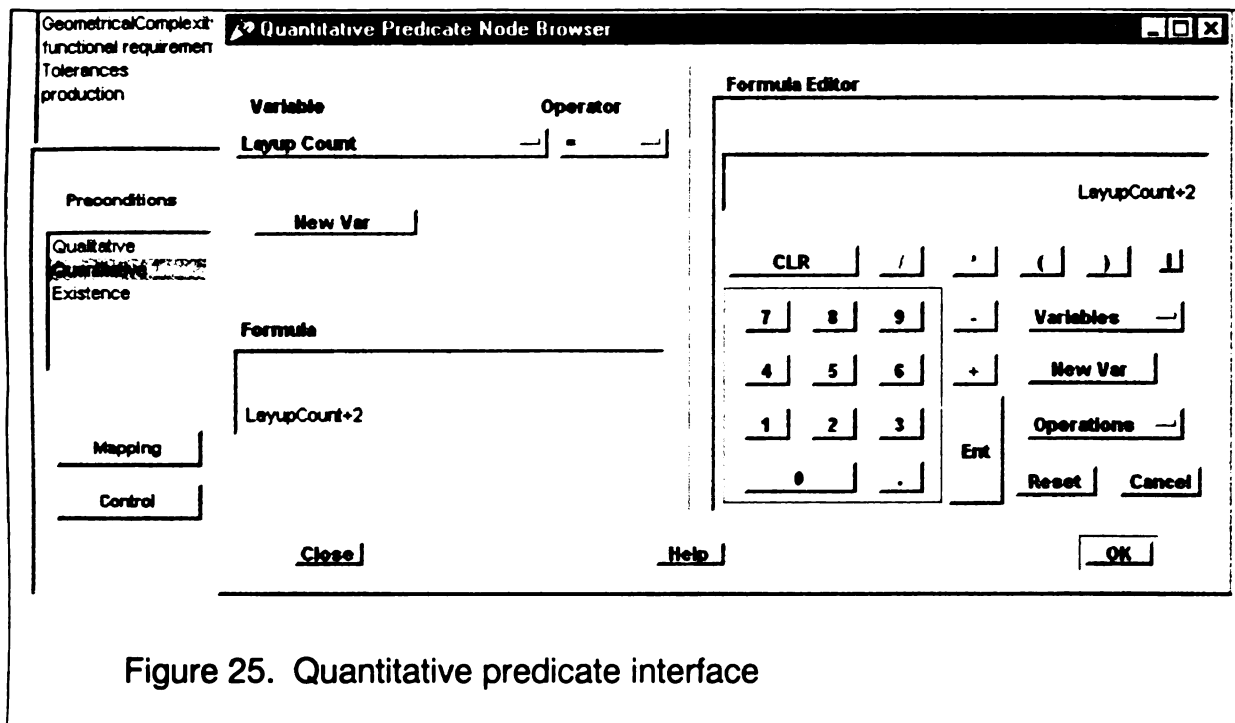 GeometricalComplexit
functional requiremen
Tolerances
production
Quantitative Predicate Node Browser
Variable
Operator
Layup Count
=
New Var
Preconditions
Qualitative
Quantitative
Existence
Formula
LayupCount+2
Mapping
Control
Formula Editor
LayupCount+2
CLR / ( )
7 8 9 - Variables
4 5 6 + New Var
1 2 3 Ent Operations
0 . Reset Cancel
Close Help OK
Figure 25. Quantitative predicate interface